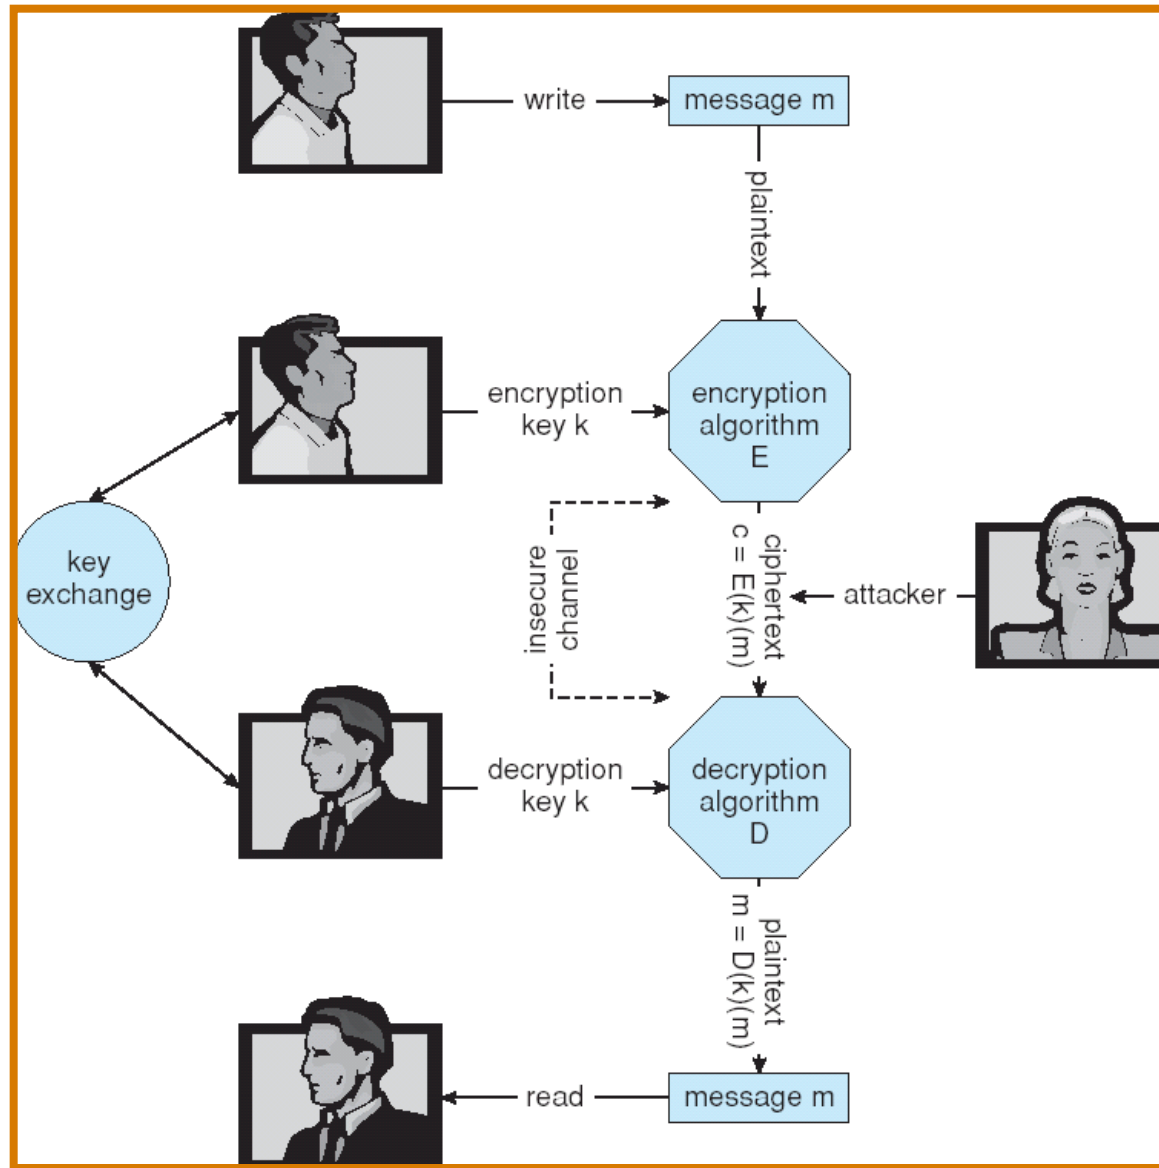 write
message m
plaintext
encryption
key k
encryption
algorithm
E
key
exchange
insecure
channel
ciphertext
c = E(k)(m)
attacker
decryption
key k
decryption
algorithm
D
plaintext
m = D(k)(m)
read
message m